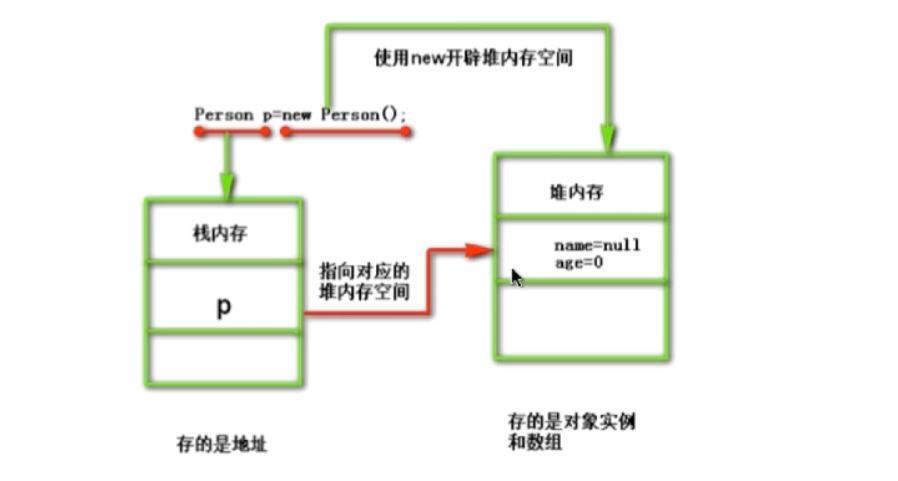 使用new开辟堆内存空间
Person p=new Person();
栈内存
p
指向对应的
堆内存空间
堆内存
name=null
age=0
存的是地址
存的是对象实例
和数组